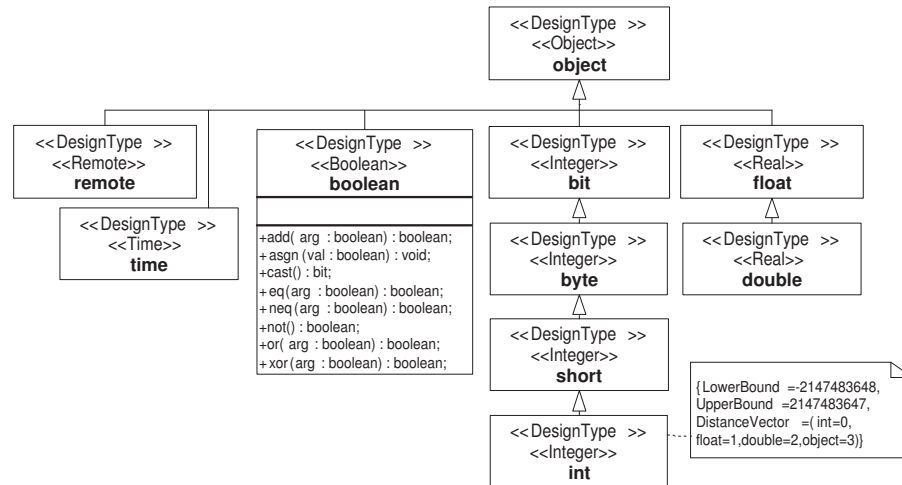 <<DesignType >>
<<Object>>
object
<<DesignType >>
<<Remote>>
remote
<<DesignType >>
<<Time>>
time
<<DesignType >>
<<Boolean>>
boolean
+add( arg : boolean) : boolean;
+ asgn (val : boolean) : void;
+cast() : bit;
+ eq(arg : boolean) : boolean;
+ neq(arg : boolean) : boolean;
+not() : boolean;
+or( arg : boolean) : boolean;
+ xor(arg : boolean) : boolean;
<<DesignType >>
<<Integer>>
bit
<<DesignType >>
<<Integer>>
byte
<<DesignType >>
<<Integer>>
short
<<DesignType >>
<<Integer>>
int
<<DesignType >>
<<Real>>
float
<<DesignType >>
<<Real>>
double
{LowerBound =-2147483648,
UpperBound =2147483647,
DistanceVector =( int=0,
float=1,double=2,object=3)}